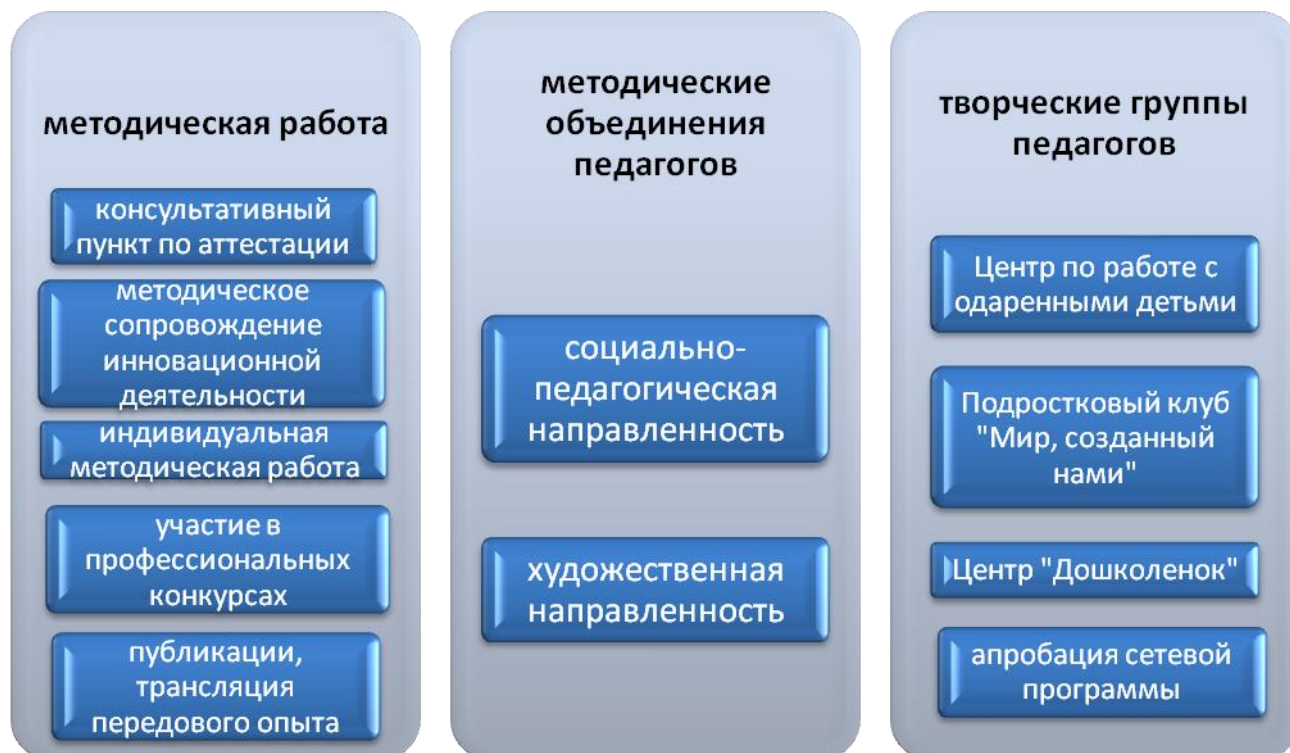 методическая работа
консультативный
пункт по аттестации
методическое
сопровождение
инновационной
деятельности
индивидуальная
методическая работа
участие в
профессиональных
конкурсах
публикации,
трансляция
передового опыта
методические
объединения
педагогов
социально-
педагогическая
направленность
художественная
направленность
творческие группы
педагогов
Центр по работе с
одаренными детьми
Подростковый клуб
"Мир, созданный
нами"
Центр "Дошколенок"
апробация сетевой
программы